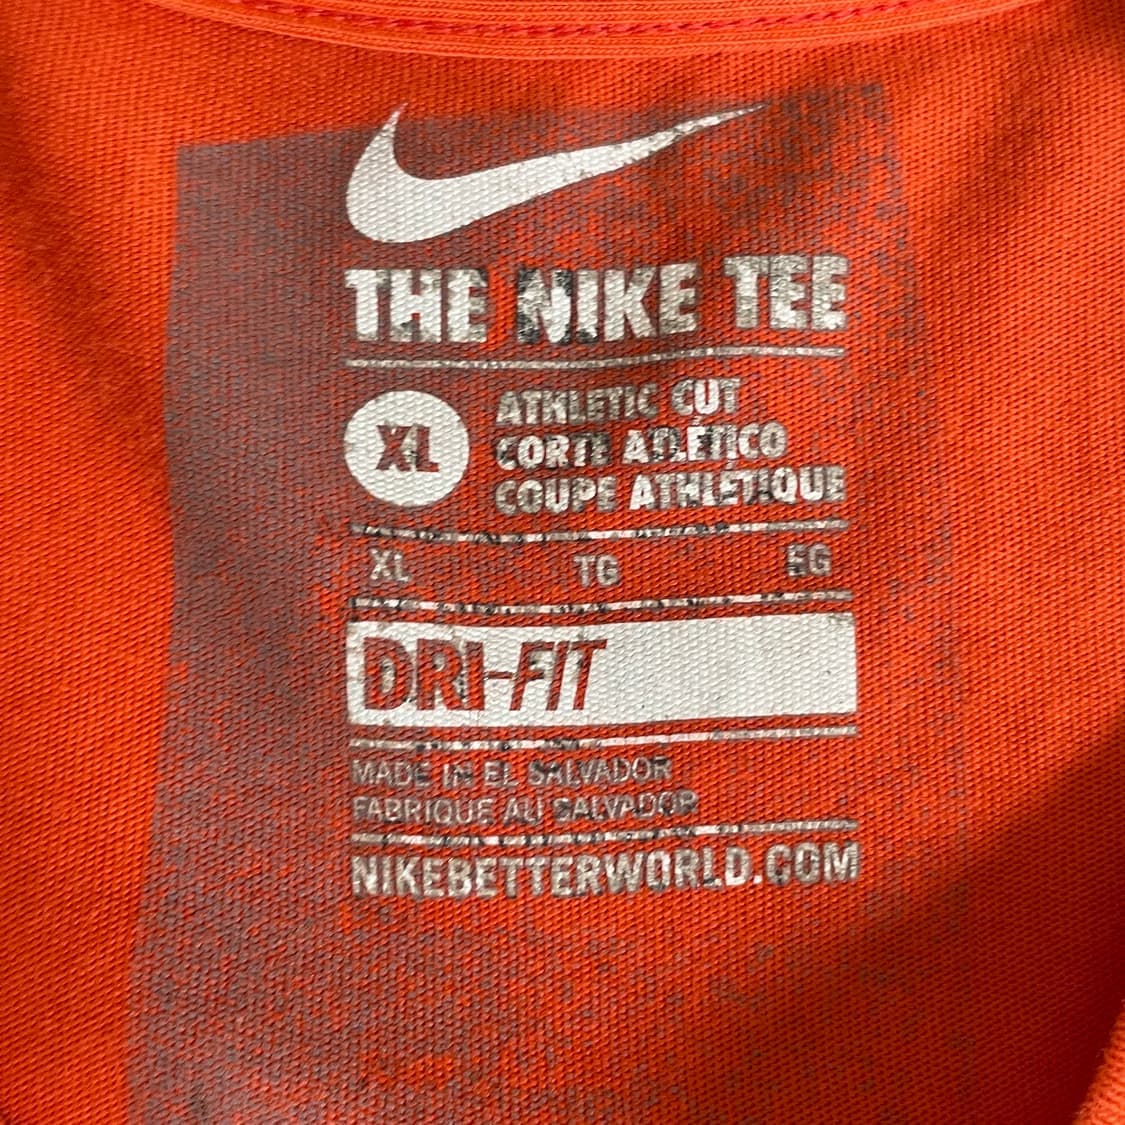 THE NIKE TEE
XL
ATHLETIC CUT
CORTE ATLÉTICO
COUPE ATHLÉTIQUE
XL TG EG
DRI-FIT
MADE IN EL SALVADOR
FABRIQUE AU SALVADOR
NIKEBETTERWORLD.COM